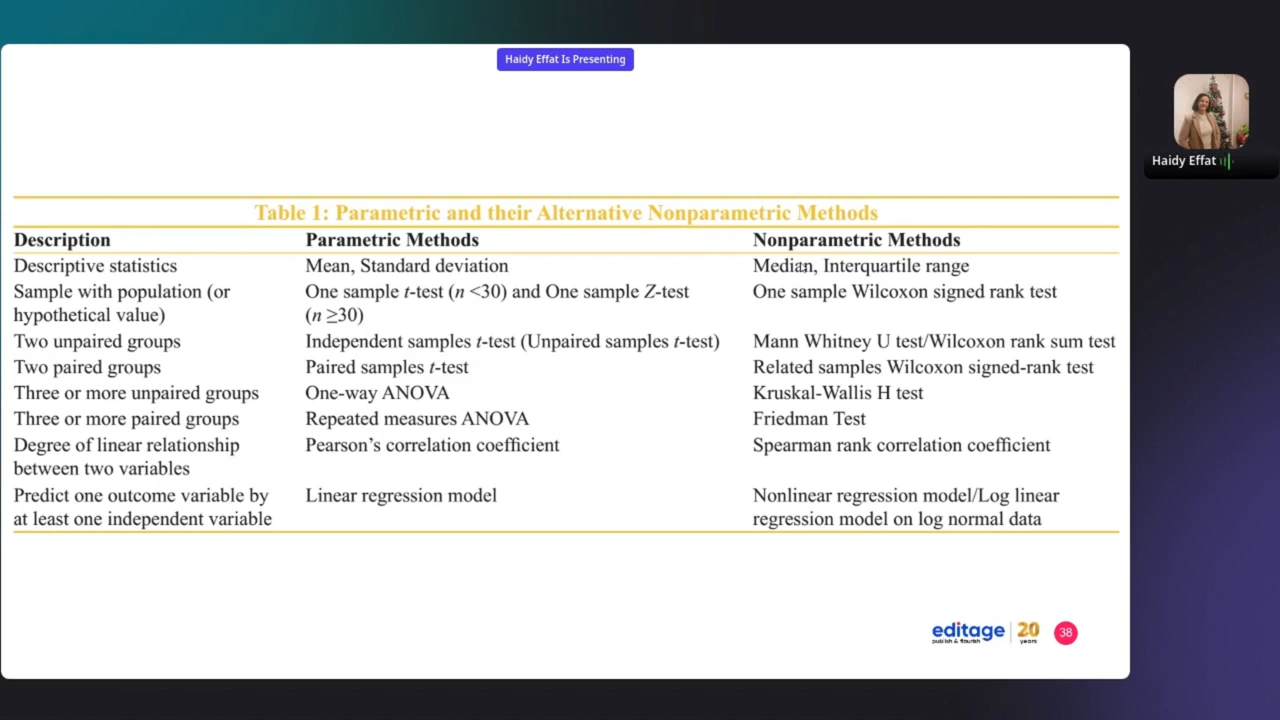 Haidy Effat Is Presenting
Haidy Effat
Table 1: Parametric and their Alternative Nonparametric Methods
Description Parametric Methods Nonparametric Methods
Descriptive statistics Mean, Standard deviation Median, Interquartile range
Sample with population (or One sample t-test (n <30) and One sample Z-test One sample Wilcoxon signed rank test
hypothetical value) (n ≥30)
Two unpaired groups Independent samples t-test (Unpaired samples t-test) Mann Whitney U test/Wilcoxon rank sum test
Two paired groups Paired samples t-test Related samples Wilcoxon signed-rank test
Three or more unpaired groups One-way ANOVA Kruskal-Wallis H test
Three or more paired groups Repeated measures ANOVA Friedman Test
Degree of linear relationship Pearson's correlation coefficient Spearman rank correlation coefficient
between two variables
Predict one outcome variable by Linear regression model Nonlinear regression model/Log linear
at least one independent variable regression model on log normal data
editage 20 38
publish & flourish years